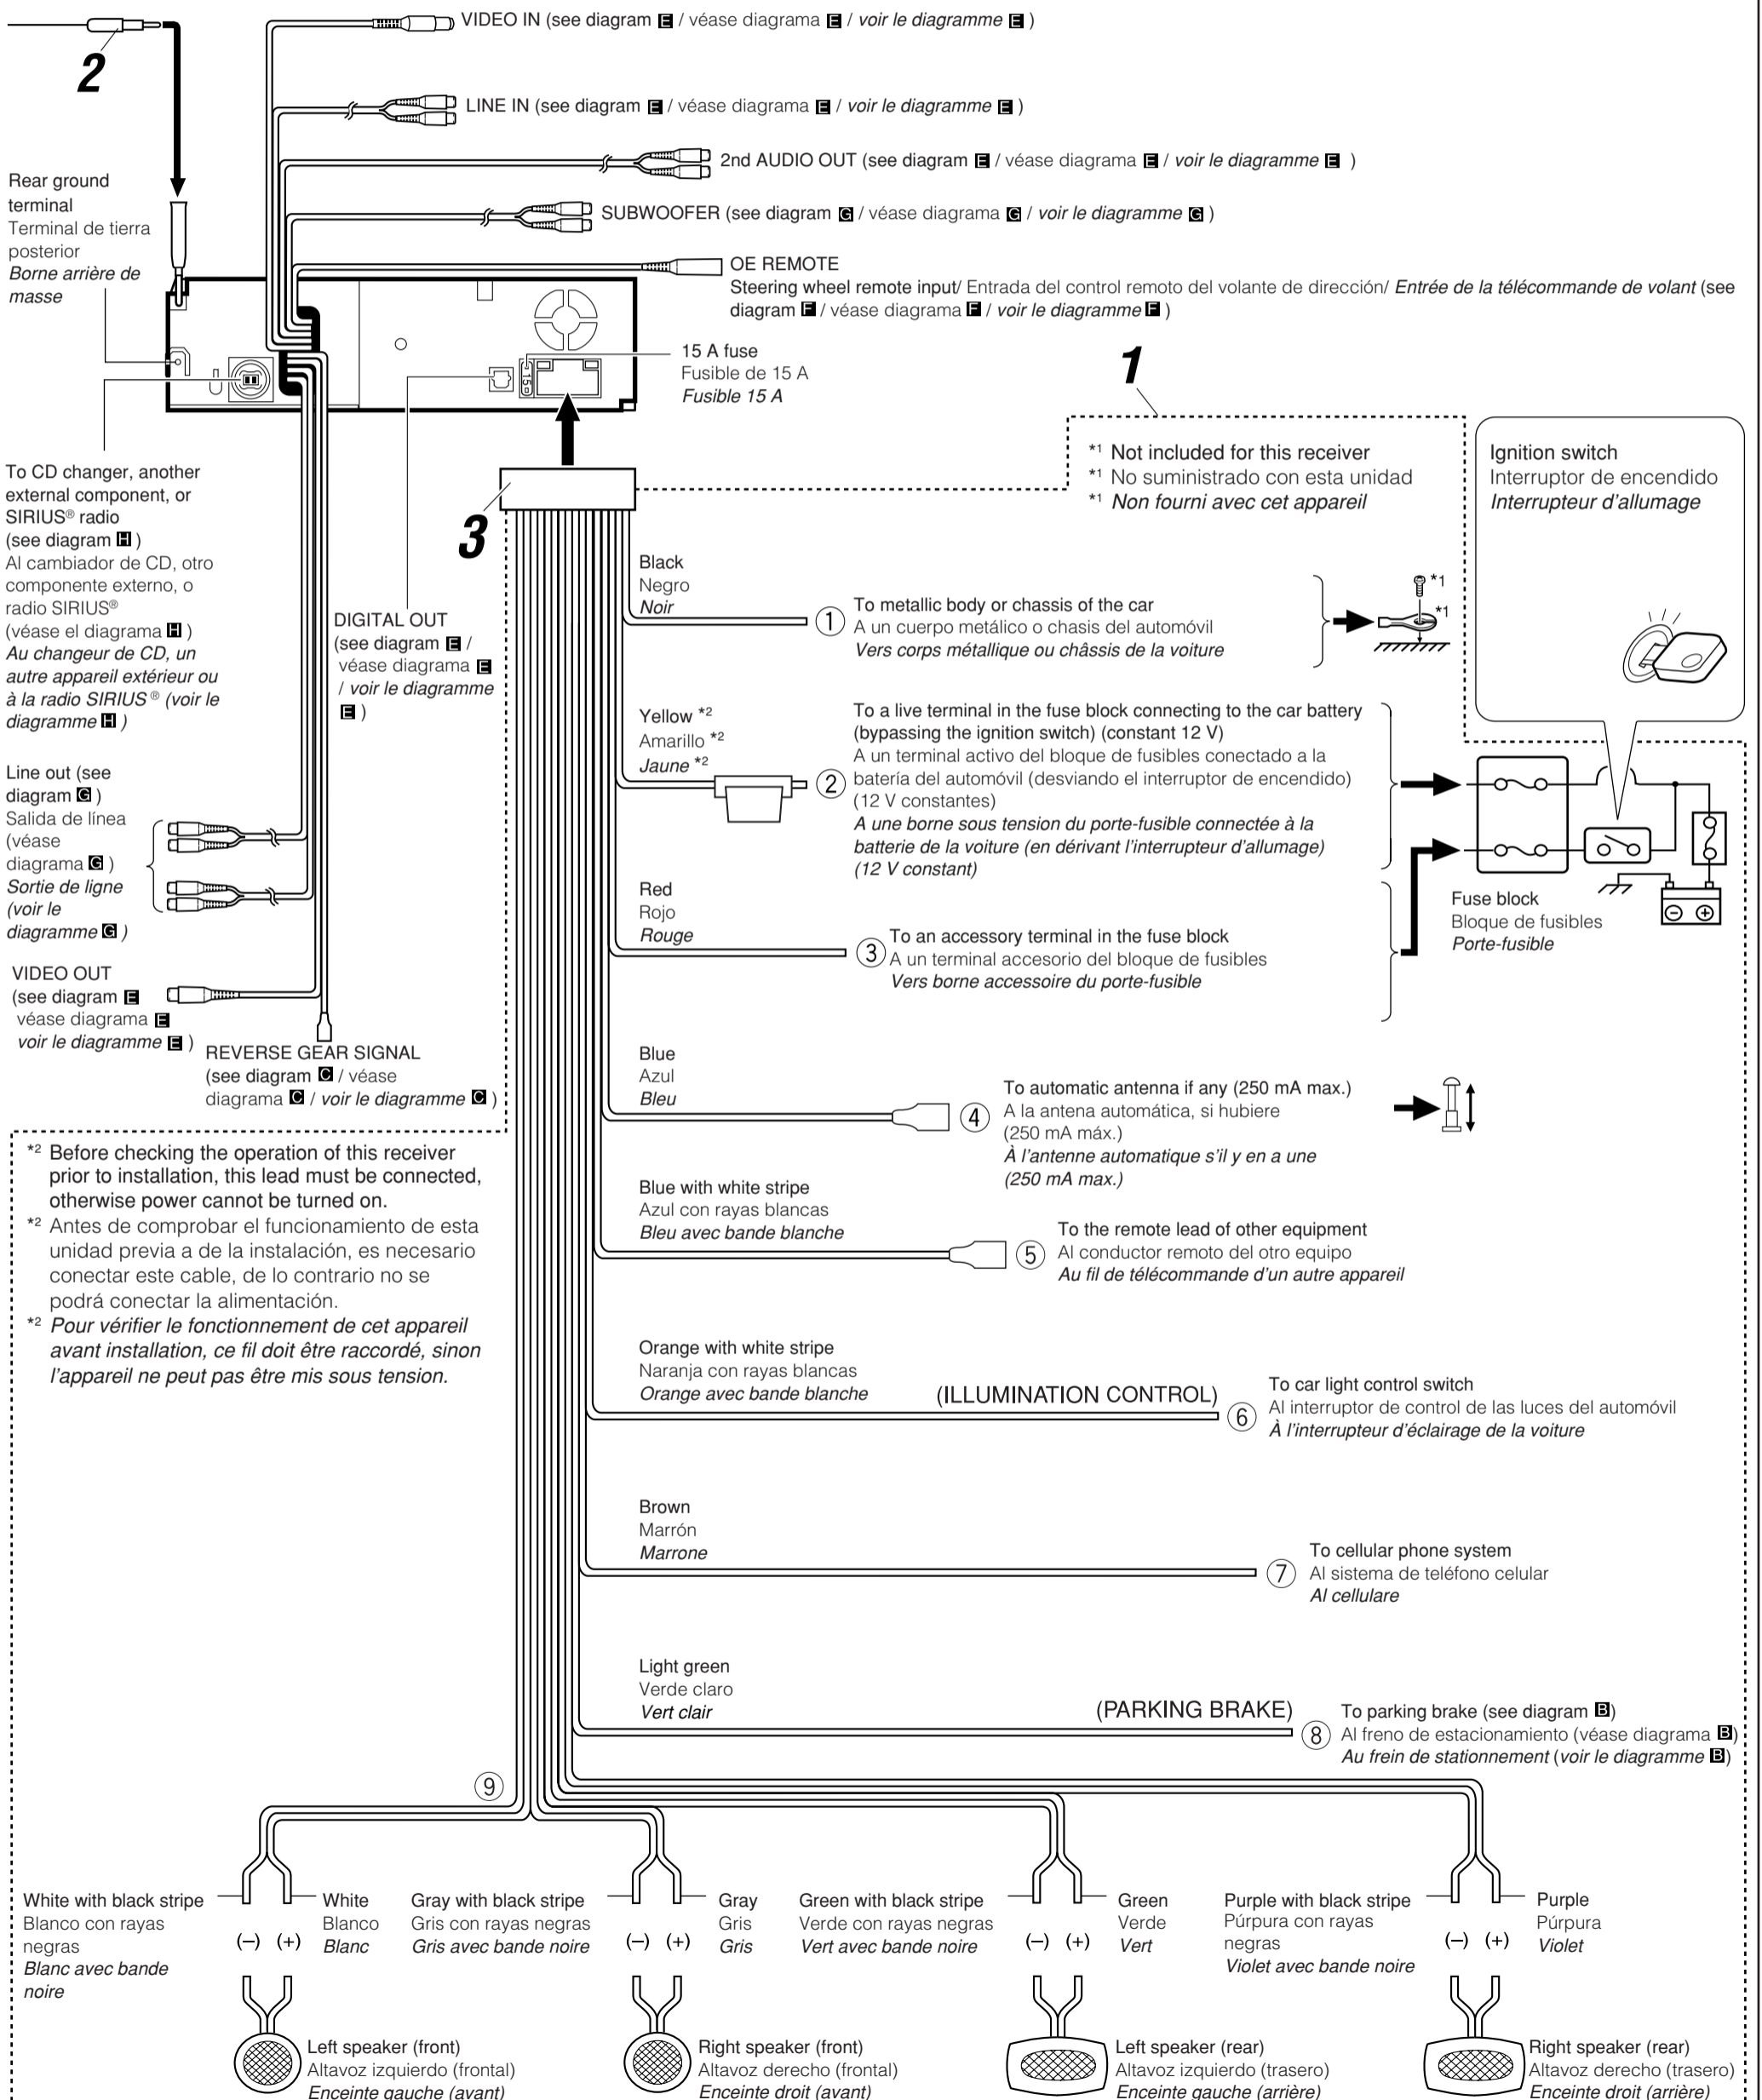 VIDEO IN (see diagram E / véase diagrama E / voir le diagramme E )
2
LINE IN (see diagram E / véase diagrama E / voir le diagramme E )
2nd AUDIO OUT (see diagram E / véase diagrama E / voir le diagramme E )
Rear ground
terminal
Terminal de tierra
posterior
Borne arrière de
masse
SUBWOOFER (see diagram G / véase diagrama G / voir le diagramme G )
OE REMOTE
Steering wheel remote input/ Entrada del control remoto del volante de dirección/ Entrée de la télécommande de volant (see
diagram F / véase diagrama F / voir le diagramme F )
15 A fuse
Fusible de 15 A
Fusible 15 A
15
1
*1 Not included for this receiver
*1 No suministrado con esta unidad
*1 Non fourni avec cet appareil
Ignition switch
Interruptor de encendido
Interrupteur d'allumage
To CD changer, another
external component, or
SIRIUS® radio
(see diagram H )
Al cambiador de CD, otro
componente externo, o
radio SIRIUS®
(véase el diagrama H )
Au changeur de CD, un
autre appareil extérieur ou
à la radio SIRIUS ® (voir le
diagramme H )
3
DIGITAL OUT
(see diagram E /
véase diagrama E
/ voir le diagramme
E )
Black
Negro
Noir
1
To metallic body or chassis of the car
A un cuerpo metálico o chasis del automóvil
Vers corps métallique ou châssis de la voiture
*1
*1
Yellow *2
Amarillo *2
Jaune *2
2
To a live terminal in the fuse block connecting to the car battery
(bypassing the ignition switch) (constant 12 V)
A un terminal activo del bloque de fusibles conectado a la
batería del automóvil (desviando el interruptor de encendido)
(12 V constantes)
A une borne sous tension du porte-fusible connectée à la
batterie de la voiture (en dérivant l'interrupteur d'allumage)
(12 V constant)
Line out (see
diagram G )
Salida de línea
(véase
diagrama G )
Sortie de ligne
(voir le
diagramme G )
Red
Rojo
Rouge
3
To an accessory terminal in the fuse block
A un terminal accesorio del bloque de fusibles
Vers borne accessoire du porte-fusible
Fuse block
Bloque de fusibles
Porte-fusible
VIDEO OUT
(see diagram E
véase diagrama E
voir le diagramme E )
REVERSE GEAR SIGNAL
(see diagram C / véase
diagrama C / voir le diagramme C )
Blue
Azul
Bleu
4
To automatic antenna if any (250 mA max.)
A la antena automática, si hubiere
(250 mA máx.)
À l'antenne automatique s'il y en a une
(250 mA max.)
*2 Before checking the operation of this receiver
prior to installation, this lead must be connected,
otherwise power cannot be turned on.
*2 Antes de comprobar el funcionamiento de esta
unidad previa a de la instalación, es necesario
conectar este cable, de lo contrario no se
podrá conectar la alimentación.
*2 Pour vérifier le fonctionnement de cet appareil
avant installation, ce fil doit être raccordé, sinon
l'appareil ne peut pas être mis sous tension.
Blue with white stripe
Azul con rayas blancas
Bleu avec bande blanche
5
To the remote lead of other equipment
Al conductor remoto del otro equipo
Au fil de télécommande d'un autre appareil
Orange with white stripe
Naranja con rayas blancas
Orange avec bande blanche
(ILLUMINATION CONTROL)
6
To car light control switch
Al interruptor de control de las luces del automóvil
À l'interrupteur d'éclairage de la voiture
Brown
Marrón
Marrone
7
To cellular phone system
Al sistema de teléfono celular
Al cellulare
Light green
Verde claro
Vert clair
(PARKING BRAKE)
8
To parking brake (see diagram B)
Al freno de estacionamiento (véase diagrama B)
Au frein de stationnement (voir le diagramme B)
9
White with black stripe
Blanco con rayas
negras
Blanc avec bande
noire
(–) (+)
White
Blanco
Blanc
Gray with black stripe
Gris con rayas negras
Gris avec bande noire
(–) (+)
Gray
Gris
Gris
Green with black stripe
Verde con rayas negras
Vert avec bande noire
(–) (+)
Green
Verde
Vert
Purple with black stripe
Púrpura con rayas
negras
Violet avec bande noire
(–) (+)
Purple
Púrpura
Violet
Left speaker (front)
Altavoz izquierdo (frontal)
Enceinte gauche (avant)
Right speaker (front)
Altavoz derecho (frontal)
Enceinte droit (avant)
Left speaker (rear)
Altavoz izquierdo (trasero)
Enceinte gauche (arrière)
Right speaker (rear)
Altavoz derecho (trasero)
Enceinte droit (arrière)